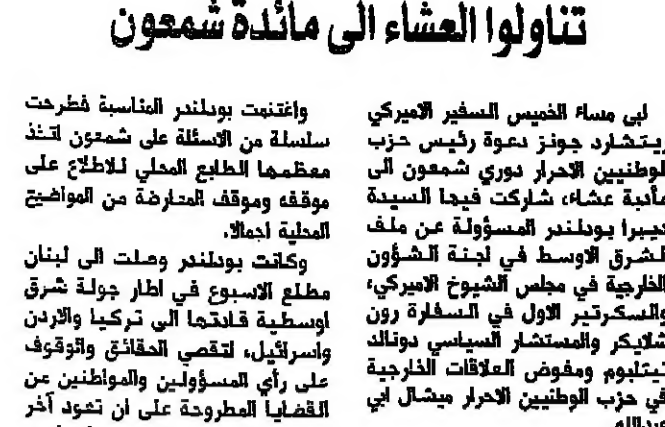 تناولوا العشاء الى مائدة شمعون
لبى مساء الخميس السفير الاميركي
ريتشارد جونز دعوة رئيس حزب
الوطنيين الاحرار دوري شمعون الى
مأدبة عشاء، شاركت فيها السيدة
ديبرا بودلندر المسؤولة عن ملف
الشرق الاوسط في لجنة الشؤون
الخارجية في مجلس الشيوخ الاميركي،
والسكرتير الاول في السفارة رون
شلايكر والمستشار السياسي دونالد
تيتلبوم ومفوض العلاقات الخارجية
في حزب الوطنيين الاحرار ميشال ابي
عبدالله.
واغتنمت بودلندر المناسبة فطرحت
سلسلة من الاسئلة على شمعون اتخذ
معظمها الطابع المحلي للاطلاع على
موقفه وموقف المعارضة من المواضيع
المحلية اجمالا.
وكانت بودلندر وصلت الى لبنان
مطلع الاسبوع في اطار جولة شرق
اوسطية قادتها الى تركيا والاردن
واسرائيل، لتقصي الحقائق والوقوف
على رأي المسؤولين والمواطنين عن
القضايا المطروحة على ان تعود آخر